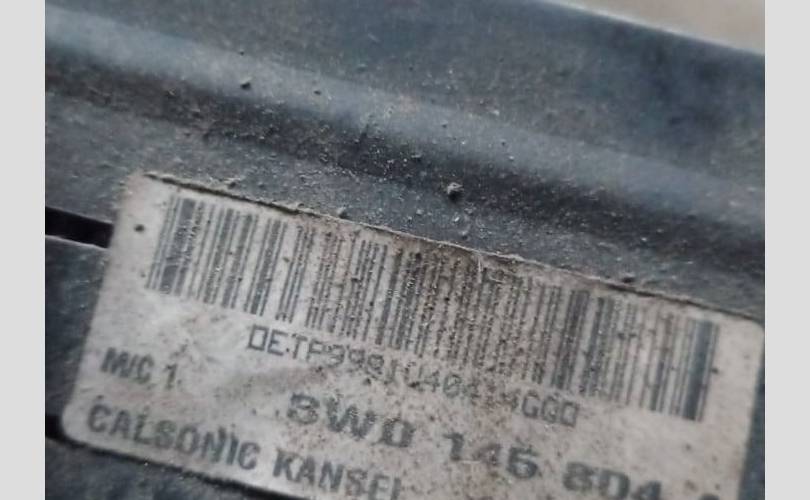 M/C 1
8W0 145 804
CALSONIC KANSEI